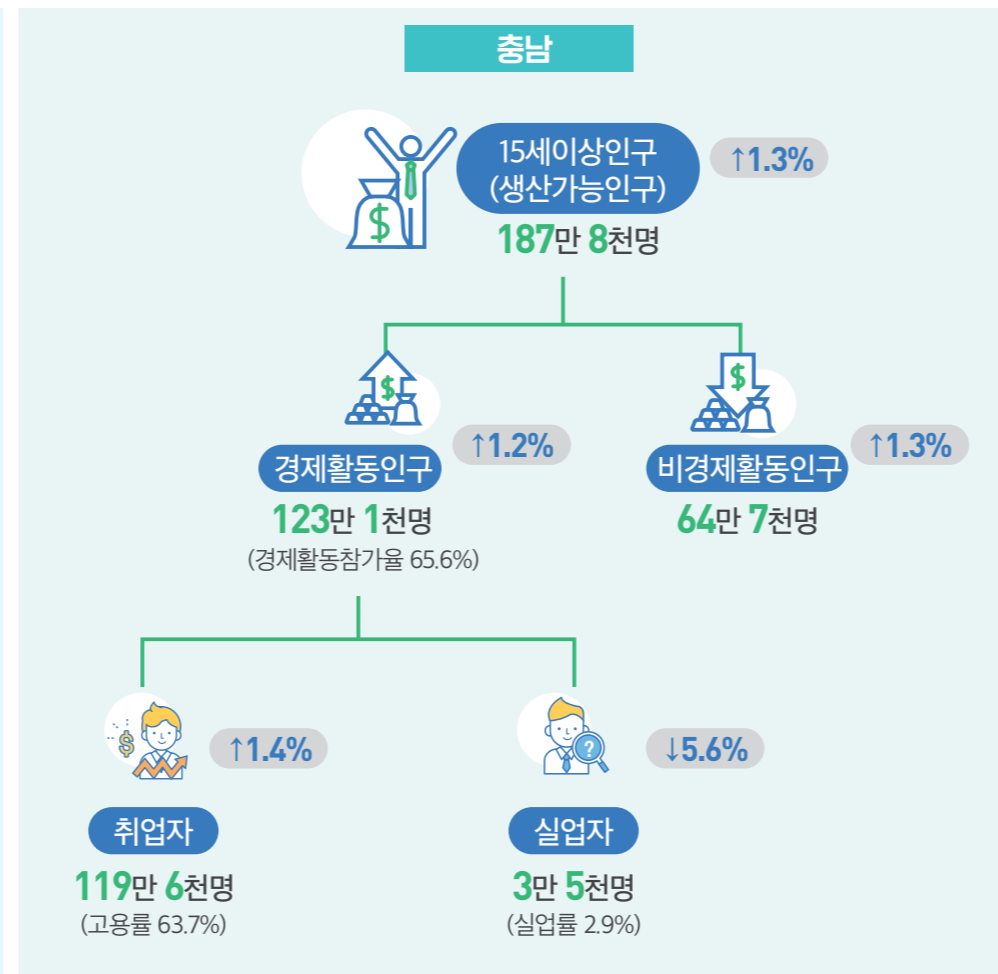 충남
15세이상인구
(생산가능인구)
↑1.3%
187만 8천명
$
$
$
경제활동인구
↑1.2%
비경제활동인구
↑1.3%
123만 1천명
(경제활동참가율 65.6%)
64만 7천명
$
↑1.4%
?
↓5.6%
취업자
실업자
119만 6천명
(고용률 63.7%)
3만 5천명
(실업률 2.9%)